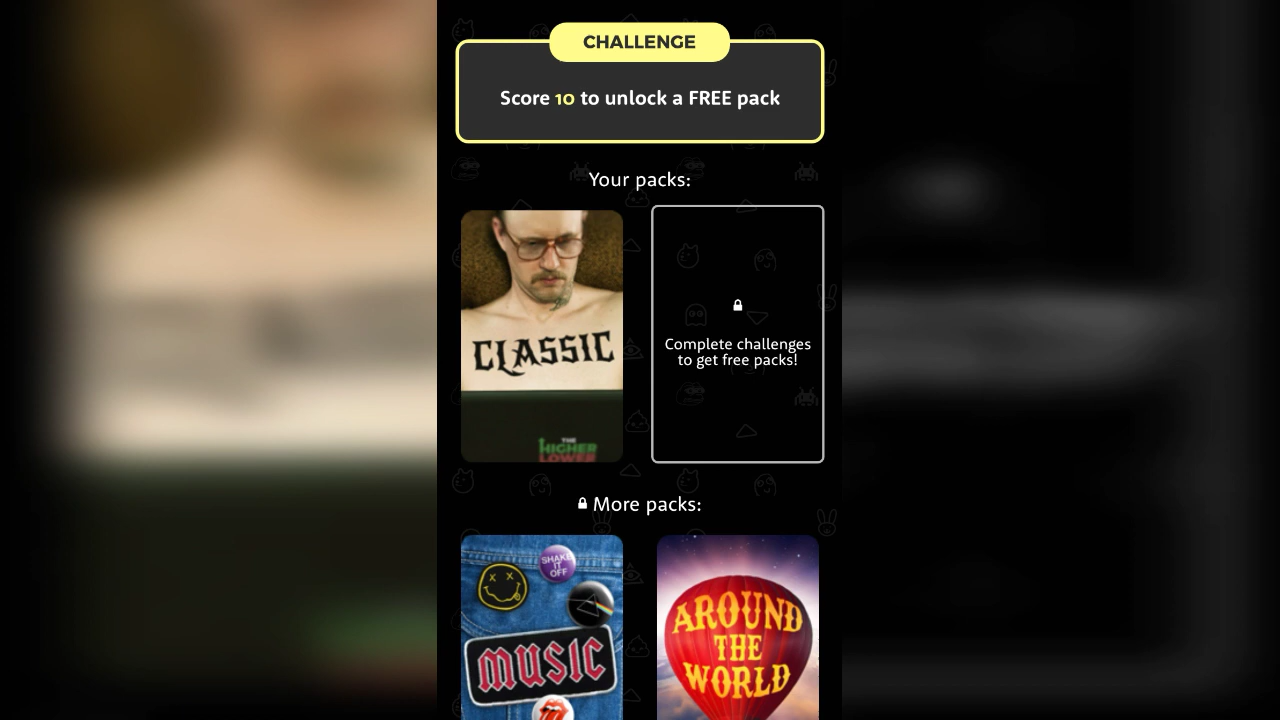 CHALLENGE
Score 10 to unlock a FREE pack
Your packs:
CLASSIC
THE
HIGHER
LOWER
Complete challenges
to get free packs!
More packs:
SHAKE
IT
OFF
MUSIC
AROUND
THE
WORLD